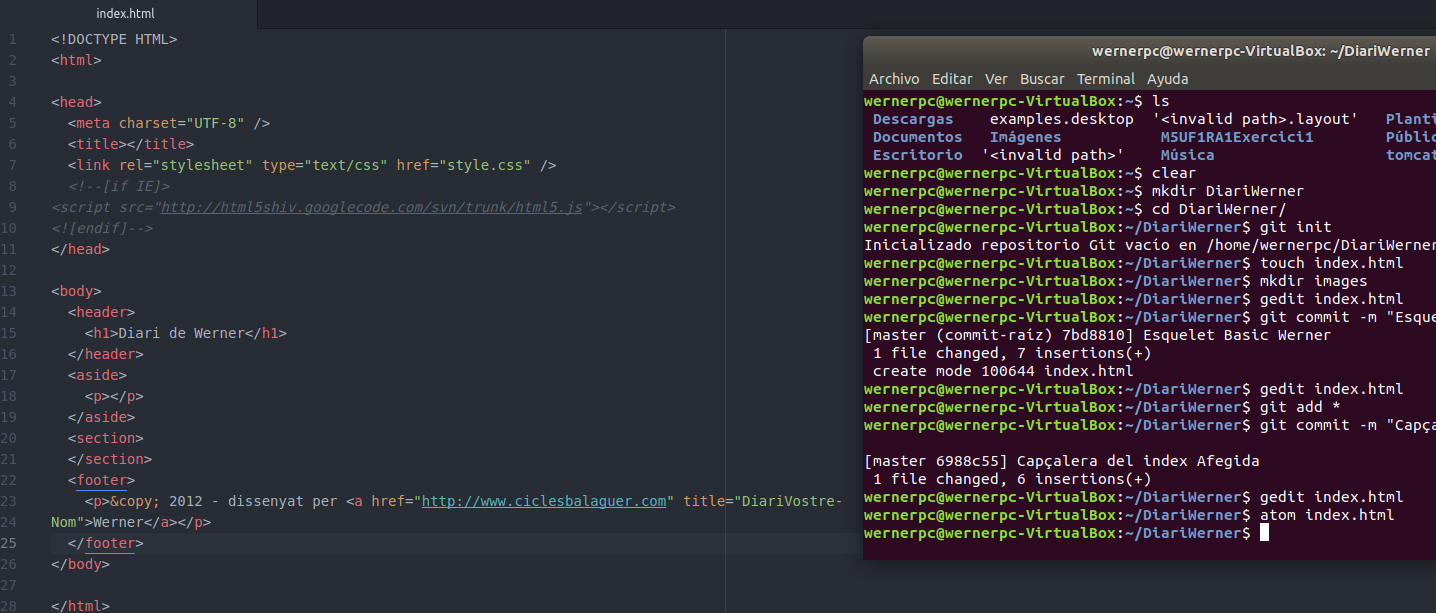 index.html
1 <!DOCTYPE HTML>
2 <html>
3
4 <head>
5 <meta charset="UTF-8" />
6 <title></title>
7 <link rel="stylesheet" type="text/css" href="style.css" />
8 <!--[if IE]>
9 <script src="http://html5shiv.googlecode.com/svn/trunk/html5.js"></script>
10 <![endif]-->
11 </head>
12
13 <body>
14 <header>
15 <h1>Diari de Werner</h1>
16 </header>
17 <aside>
18 <p></p>
19 </aside>
20 <section>
21 </section>
22 <footer>
23 <p>&copy; 2012 - dissenyat per <a href="http://www.ciclesbalaguer.com" title="DiariVostre-
24 Nom">Werner</a></p>
25 </footer>
26 </body>
27
28 </html>
wernerpc@wernerpc-VirtualBox: ~/DiariWerner
Archivo Editar Ver Buscar Terminal Ayuda
wernerpc@wernerpc-VirtualBox:~$ ls
Descargas examples.desktop '<invalid path>.layout' Planti
Documentos Imágenes M5UF1RA1Exercici1 Públic
Escritorio '<invalid path>' Música tomcat
wernerpc@wernerpc-VirtualBox:~$ clear
wernerpc@wernerpc-VirtualBox:~$ mkdir DiariWerner
wernerpc@wernerpc-VirtualBox:~$ cd DiariWerner/
wernerpc@wernerpc-VirtualBox:~/DiariWerner$ git init
Inicializado repositorio Git vacío en /home/wernerpc/DiariWerner
wernerpc@wernerpc-VirtualBox:~/DiariWerner$ touch index.html
wernerpc@wernerpc-VirtualBox:~/DiariWerner$ mkdir images
wernerpc@wernerpc-VirtualBox:~/DiariWerner$ gedit index.html
wernerpc@wernerpc-VirtualBox:~/DiariWerner$ git commit -m "Esque
[master (commit-raíz) 7bd8810] Esquelet Basic Werner
1 file changed, 7 insertions(+)
create mode 100644 index.html
wernerpc@wernerpc-VirtualBox:~/DiariWerner$ gedit index.html
wernerpc@wernerpc-VirtualBox:~/DiariWerner$ git add *
wernerpc@wernerpc-VirtualBox:~/DiariWerner$ git commit -m "Capça
[master 6988c55] Capçalera del index Afegida
1 file changed, 6 insertions(+)
wernerpc@wernerpc-VirtualBox:~/DiariWerner$ gedit index.html
wernerpc@wernerpc-VirtualBox:~/DiariWerner$ atom index.html
wernerpc@wernerpc-VirtualBox:~/DiariWerner$